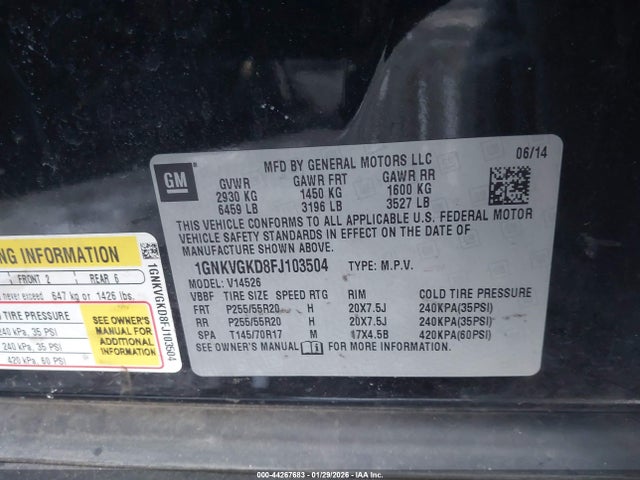 GM
MFD BY GENERAL MOTORS LLC 06/14
GVWR GAWR FRT GAWR RR
2930 KG 1450 KG 1600 KG
6459 LB 3196 LB 3527 LB
THIS VEHICLE CONFORMS TO ALL APPLICABLE U.S. FEDERAL MOTOR
VEHICLE SAFETY STANDARDS IN EFFECT ON THE DATE OF
MANUFACTURE SHOWN ABOVE.
1GNKVGKD8FJ103504 TYPE: M.P.V.
MODEL: V14526
VBBF TIRE SIZE SPEED RTG RIM COLD TIRE PRESSURE
FRT P255/55R20 H 20X7.5J 240KPA(35PSI)
RR P255/55R20 H 20X7.5J 240KPA(35PSI)
SPA T145/70R17 M 17X4.5B 420KPA(60PSI)
SEE OWNER'S MANUAL FOR MORE INFORMATION.
ING INFORMATION
FRONT 2 REAR 6
never exceed 647 kg or 1426 lbs.
240 kPa, 35 PSI
240 kPa, 35 PSI
420 kPa, 60 PSI
SEE OWNER'S
MANUAL FOR
ADDITIONAL
INFORMATION
1GNKVGKD8FJ103504
000-44267683 - 01/29/2026 - IAA Inc.